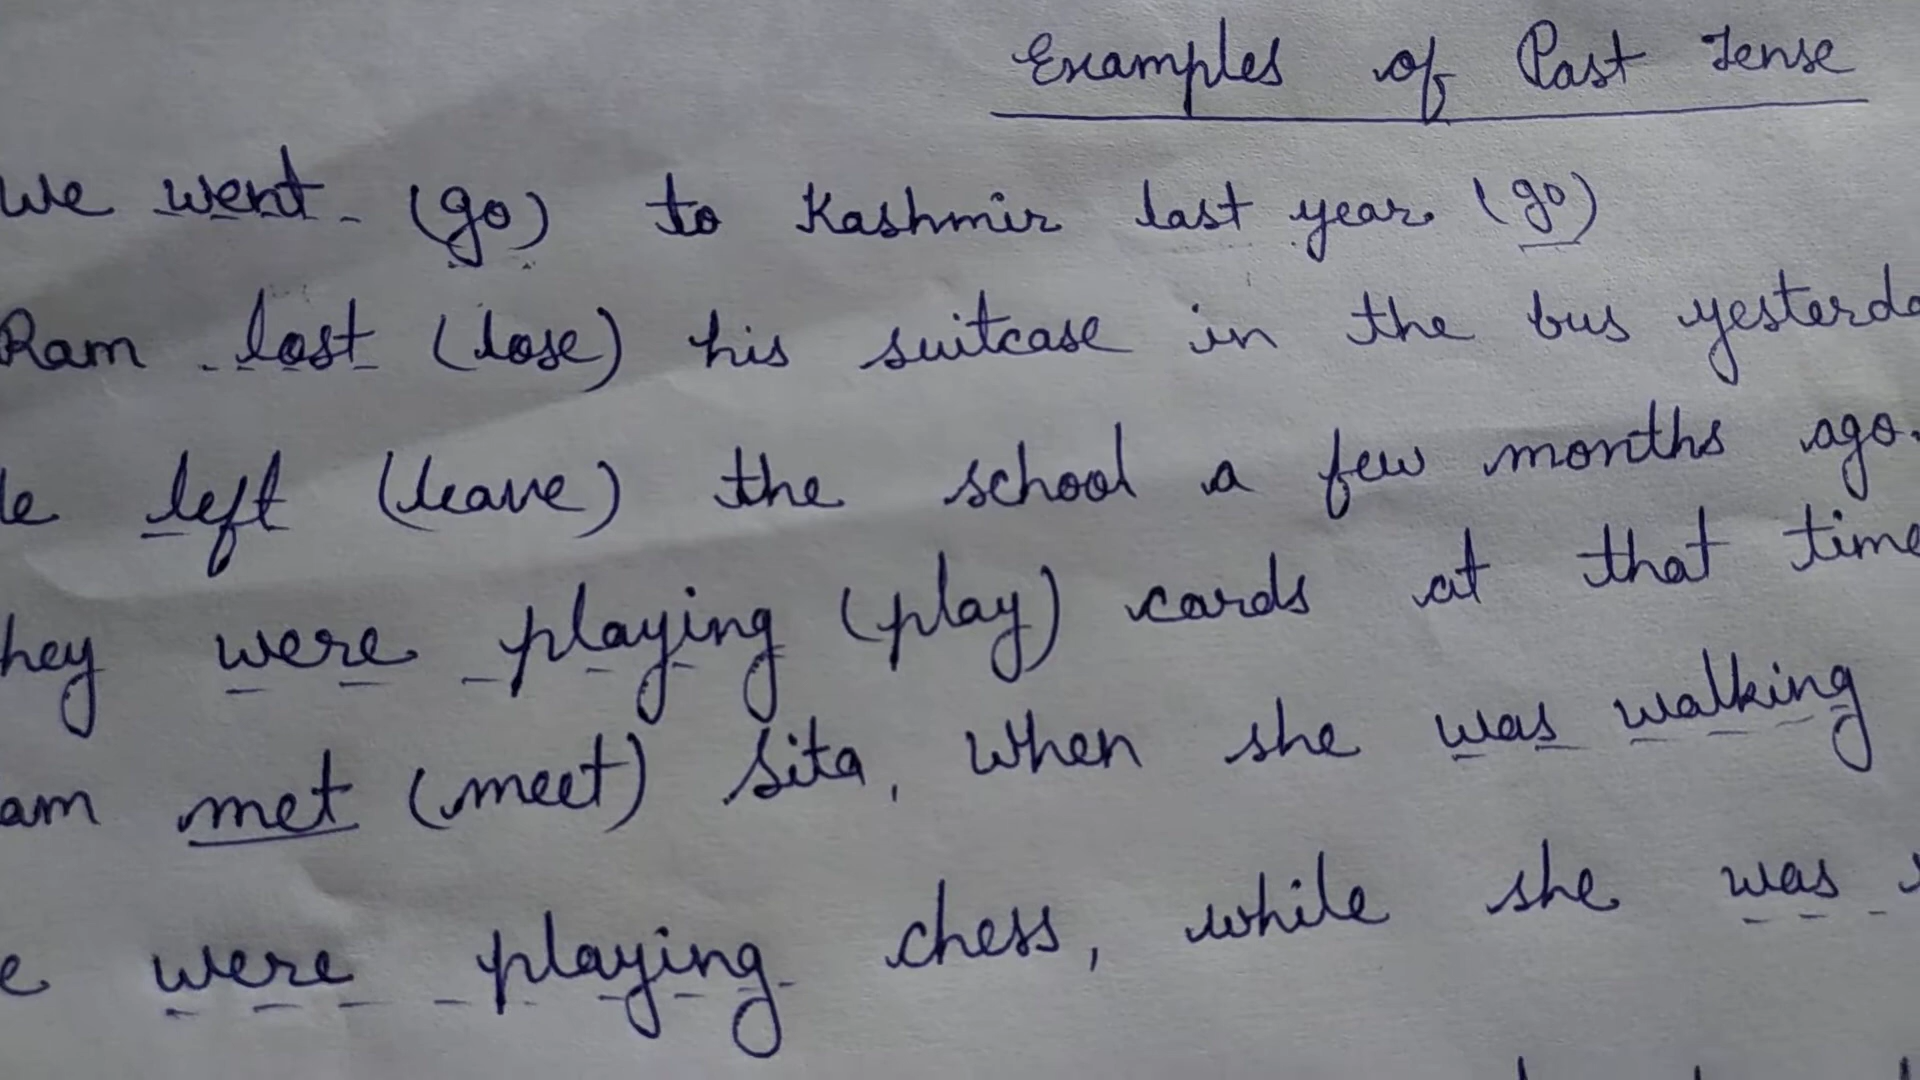 Examples of Past Tense
We went (go) to Kashmir last year (go)
Ram lost (lose) his suitcase in the bus yesterda
le left (leave) the school a few months ago.
hey were playing (play) cards at that time
am met (meet) Sita, when she was walking
e were playing chess, while she was